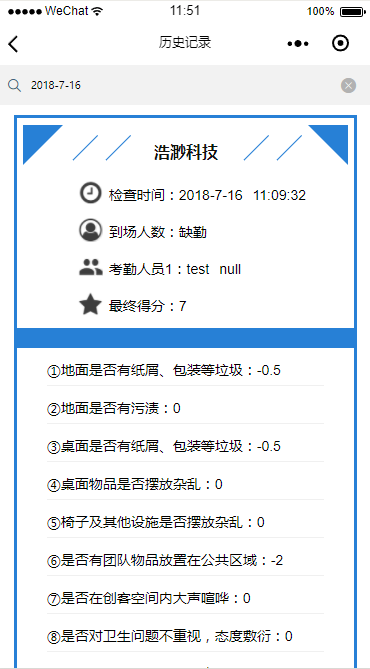 WeChat 11:51 100%
历史记录
2018-7-16
浩渺科技
检查时间：2018-7-16 11:09:32
到场人数：缺勤
考勤人员1：test null
最终得分：7
①地面是否有纸屑、包装等垃圾：-0.5
②地面是否有污渍：0
③桌面是否有纸屑、包装等垃圾：-0.5
④桌面物品是否摆放杂乱：0
⑤椅子及其他设施是否摆放杂乱：0
⑥是否有团队物品放置在公共区域：-2
⑦是否在创客空间内大声喧哗：0
⑧是否对卫生问题不重视，态度敷衍：0